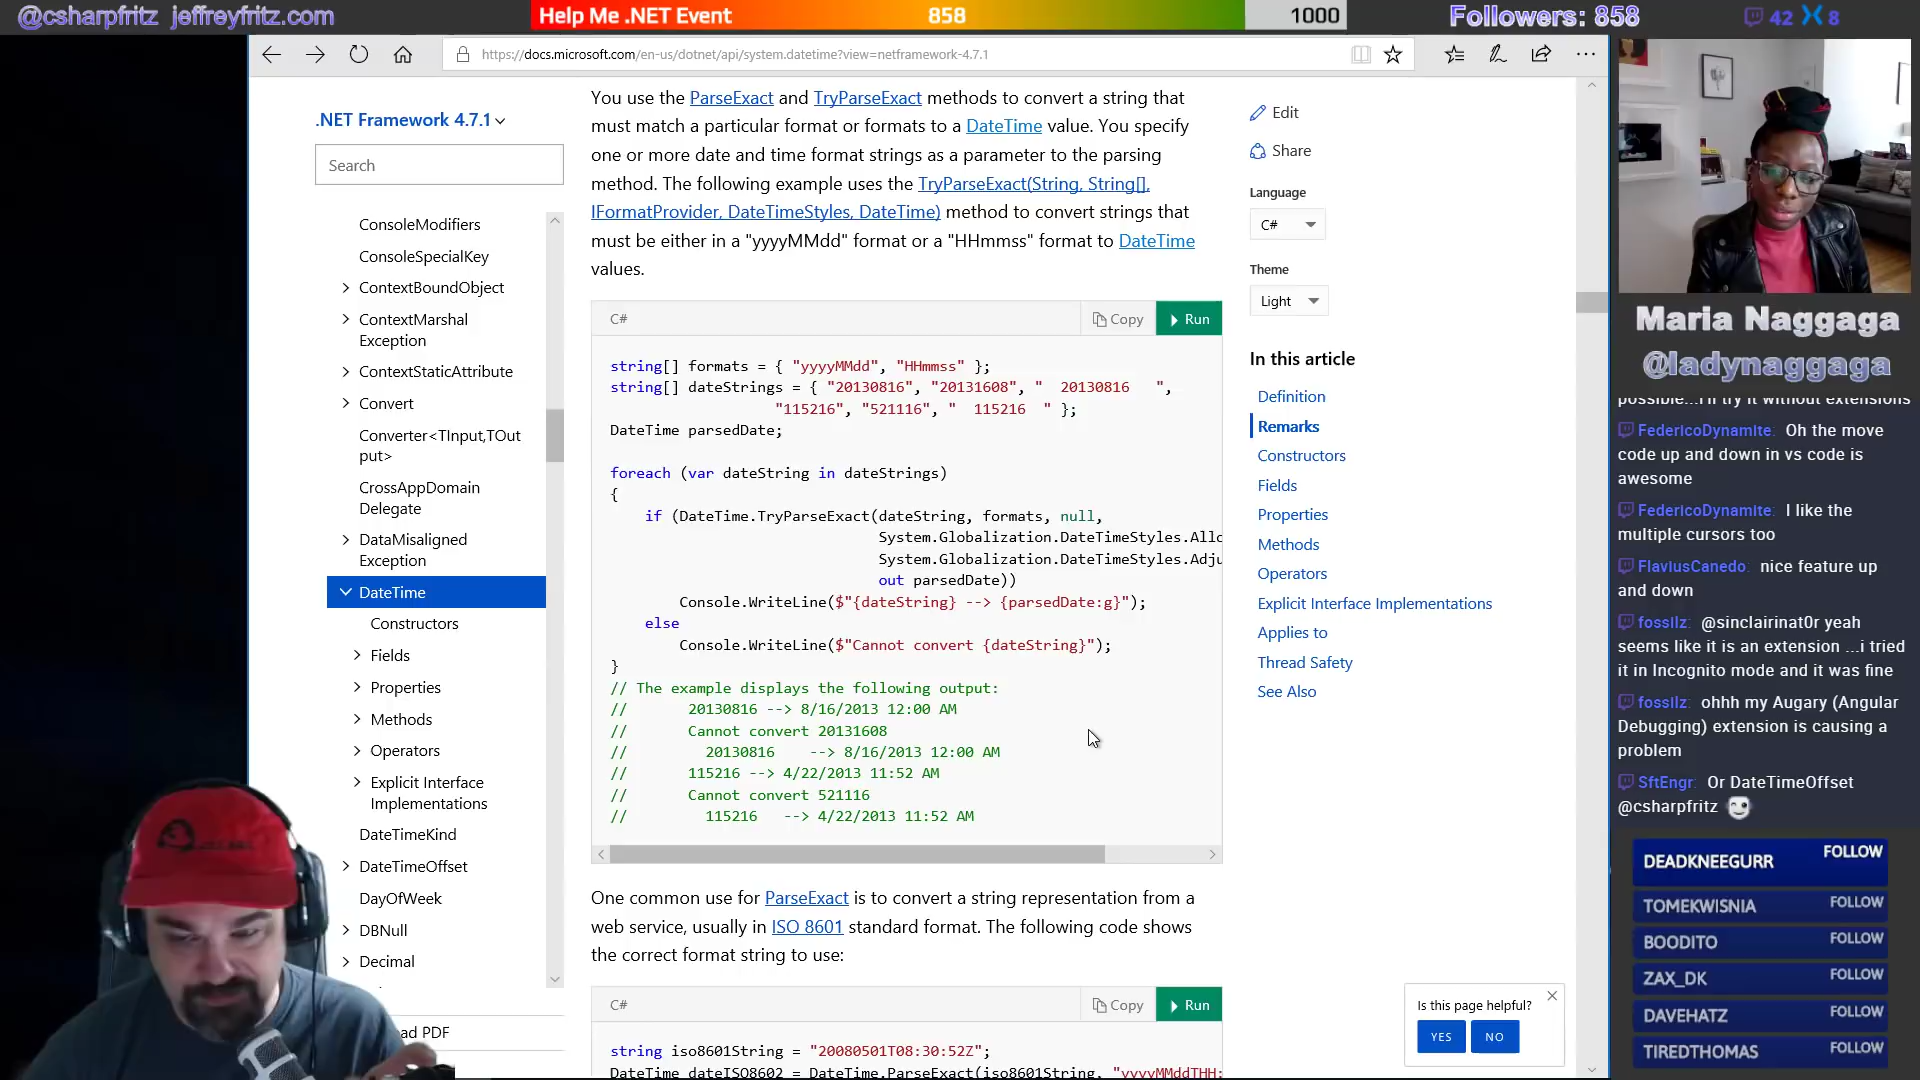 @csharpfritz jeffreyfritz.com
Help Me .NET Event 858 1000
Followers: 858
42 8
https://docs.microsoft.com/en-us/dotnet/api/system.datetime?view=netframework-4.7.1
.NET Framework 4.7.1
Search
ConsoleModifiers
ConsoleSpecialKey
ContextBoundObject
ContextMarshal
Exception
ContextStaticAttribute
Convert
Converter<TInput,TOut
put>
CrossAppDomain
Delegate
DataMisaligned
Exception
DateTime
Constructors
Fields
Properties
Methods
Operators
Explicit Interface
Implementations
DateTimeKind
DateTimeOffset
DayOfWeek
DBNull
Decimal
ad PDF
You use the ParseExact and TryParseExact methods to convert a string that
must match a particular format or formats to a DateTime value. You specify
one or more date and time format strings as a parameter to the parsing
method. The following example uses the TryParseExact(String, String[],
IFormatProvider, DateTimeStyles, DateTime) method to convert strings that
must be either in a "yyyyMMdd" format or a "HHmmss" format to DateTime
values.
C# Copy Run
string[] formats = { "yyyyMMdd", "HHmmss" };
string[] dateStrings = { "20130816", "20131608", "  20130816   ",
"115216", "521116", "  115216  " };
DateTime parsedDate;
foreach (var dateString in dateStrings)
{
if (DateTime.TryParseExact(dateString, formats, null,
System.Globalization.DateTimeStyles.Allo
System.Globalization.DateTimeStyles.Adju
out parsedDate))
Console.WriteLine($"{dateString} --> {parsedDate:g}");
else
Console.WriteLine($"Cannot convert {dateString}");
}
// The example displays the following output:
//       20130816 --> 8/16/2013 12:00 AM
//       Cannot convert 20131608
//         20130816    --> 8/16/2013 12:00 AM
//       115216 --> 4/22/2013 11:52 AM
//       Cannot convert 521116
//         115216   --> 4/22/2013 11:52 AM
One common use for ParseExact is to convert a string representation from a
web service, usually in ISO 8601 standard format. The following code shows
the correct format string to use:
C# Copy Run
string iso8601String = "20080501T08:30:52Z";
DateTime dateISO8602 = DateTime.ParseExact(iso8601String, "yyyyMMddTHH:
Edit
Share
Language
C#
Theme
Light
In this article
Definition
Remarks
Constructors
Fields
Properties
Methods
Operators
Explicit Interface Implementations
Applies to
Thread Safety
See Also
Is this page helpful?
YES NO
Maria Naggaga
@ladynaggaga
possible...I'll try it without extensions
FedericoDynamite: Oh the move
code up and down in vs code is
awesome
FedericoDynamite: I like the
multiple cursors too
FlaviusCanedo: nice feature up
and down
fossilz: @sinclairinat0r yeah
seems like it is an extension ...i tried
it in Incognito mode and it was fine
fossilz: ohhh my Augary (Angular
Debugging) extension is causing a
problem
SftEngr: Or DateTimeOffset
@csharpfritz
DEADKNEEGURR FOLLOW
TOMEKWISNIA FOLLOW
BOODITO FOLLOW
ZAX_DK FOLLOW
DAVEHATZ FOLLOW
TIREDTHOMAS FOLLOW